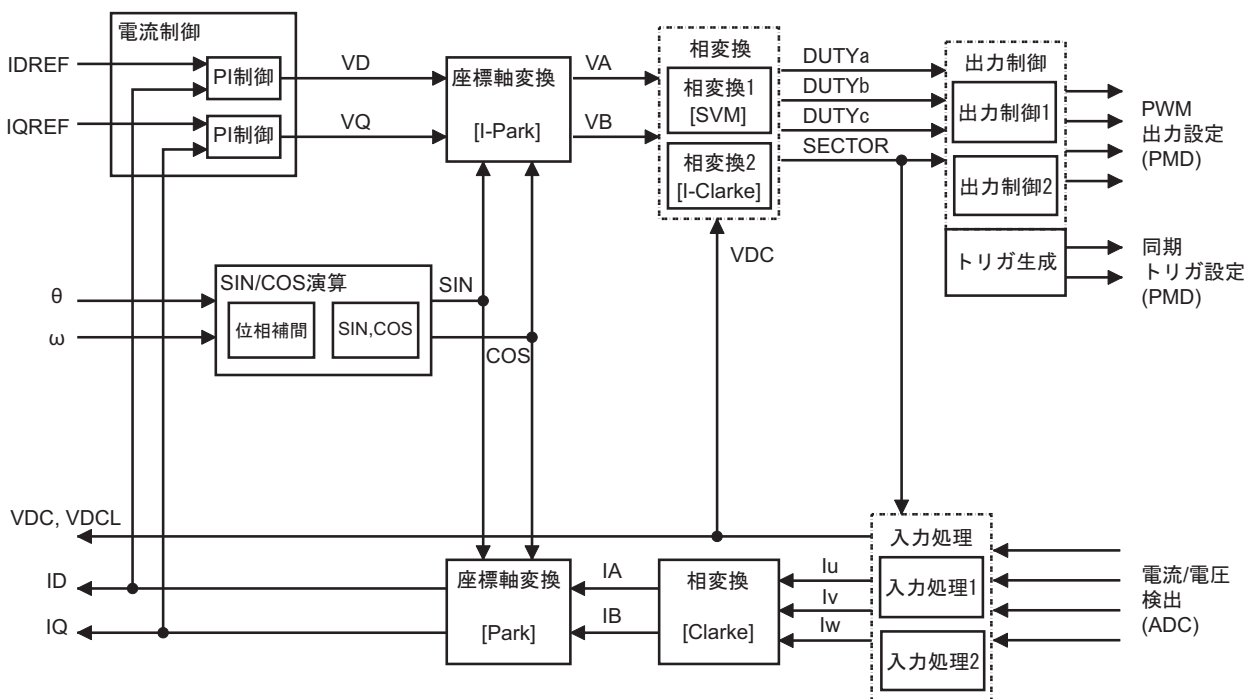 電流制御
IDREF
PI制御
VD
IQREF
PI制御
VQ
座標軸変換
[I-Park]
VA
VB
相変換
相変換1
[SVM]
相変換2
[I-Clarke]
DUTYa
DUTYb
DUTYc
SECTOR
出力制御
出力制御1
出力制御2
トリガ生成
PWM
出力設定
(PMD)
同期
トリガ設定
(PMD)
VDC
θ
ω
SIN/COS演算
位相補間
SIN,COS
SIN
COS
VDC, VDCL
ID
IQ
座標軸変換
[Park]
IA
IB
相変換
[Clarke]
Iu
Iv
Iw
入力処理
入力処理1
入力処理2
電流/電圧
検出
(ADC)